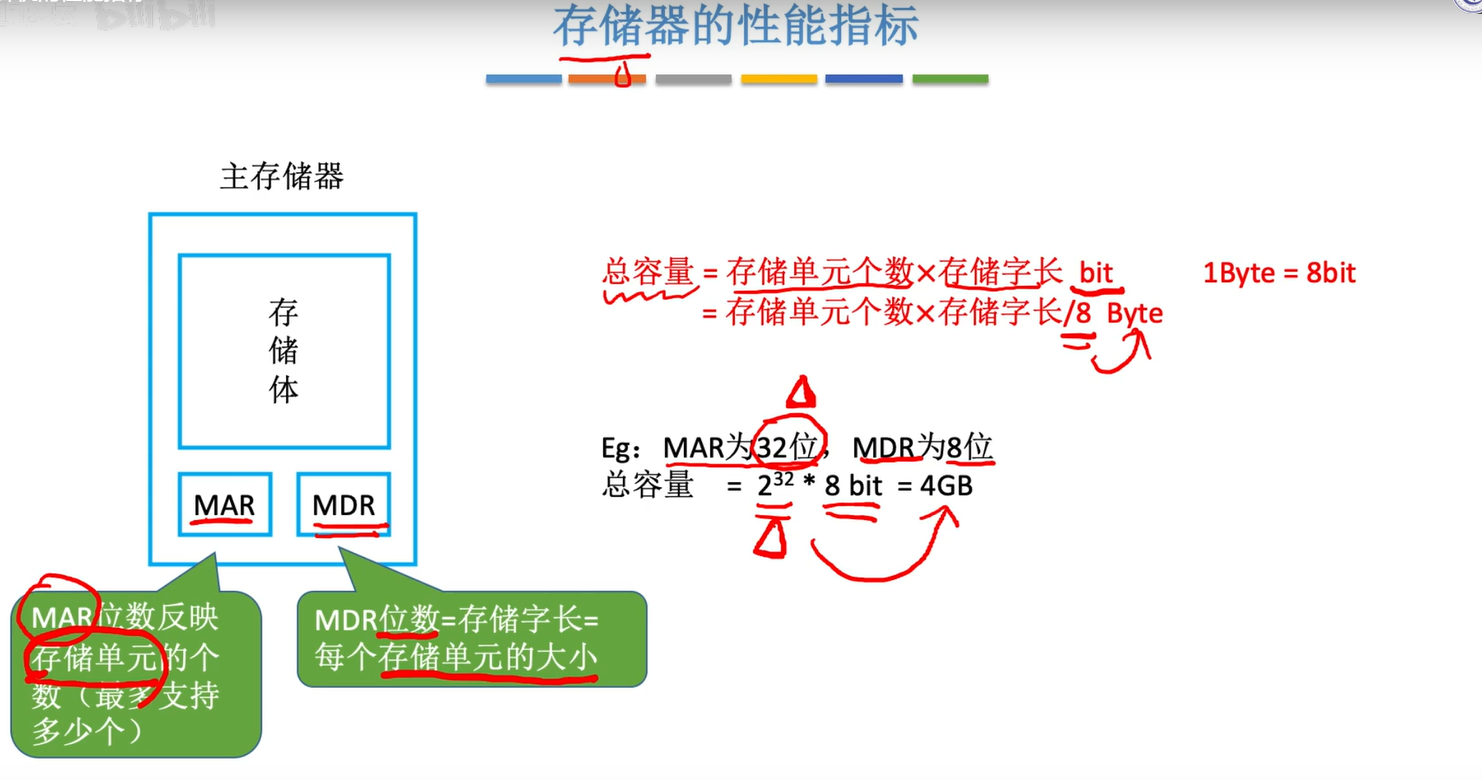 bilibili
存储器的性能指标
主存储器
存
储
体
MAR
MDR
MAR位数反映
存储单元的个
数（最多支持
多少个）
MDR位数=存储字长=
每个存储单元的大小
总容量 = 存储单元个数×存储字长 bit
1Byte = 8bit
= 存储单元个数×存储字长/8 Byte
Eg：MAR为32位，MDR为8位
总容量 = 2³² * 8 bit = 4GB